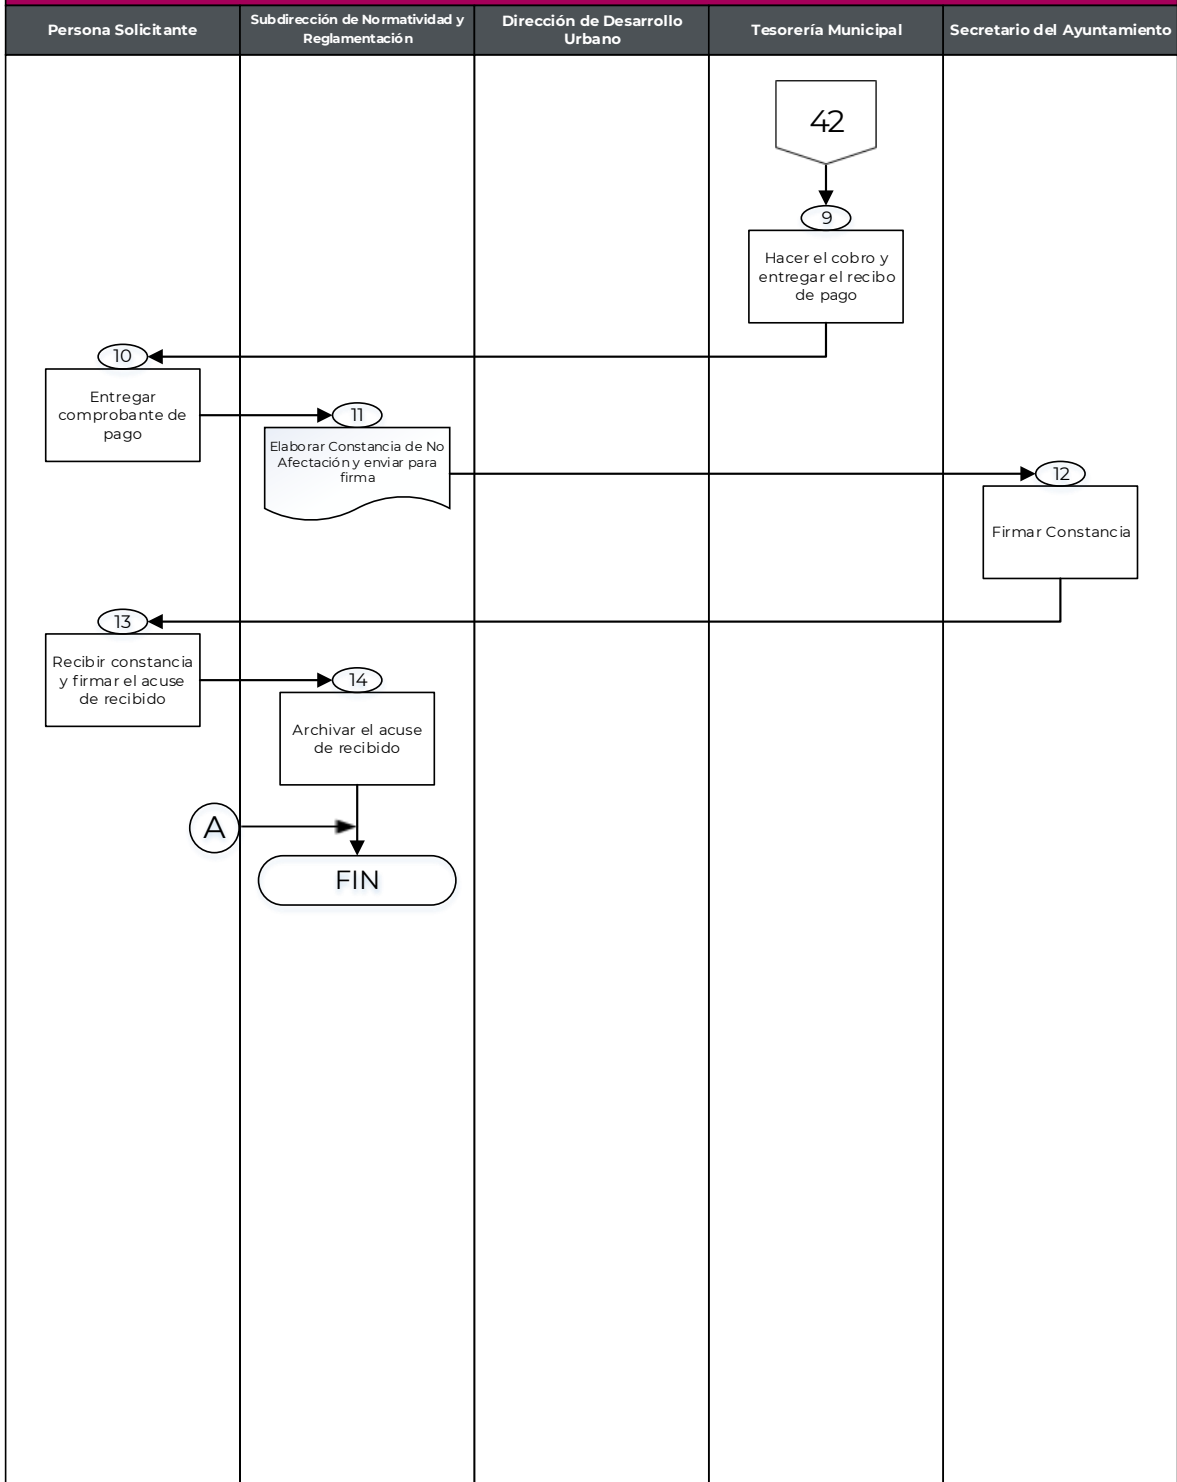 Persona Solicitante
Subdirección de Normatividad y
Reglamentación
Dirección de Desarrollo
Urbano
Tesorería Municipal
Secretario del Ayuntamiento
42
9
Hacer el cobro y
entregar el recibo
de pago
10
Entregar
comprobante de
pago
11
Elaborar Constancia de No
Afectación y enviar para
firma
12
Firmar Constancia
13
Recibir constancia
y firmar el acuse
de recibido
14
Archivar el acuse
de recibido
A
FIN